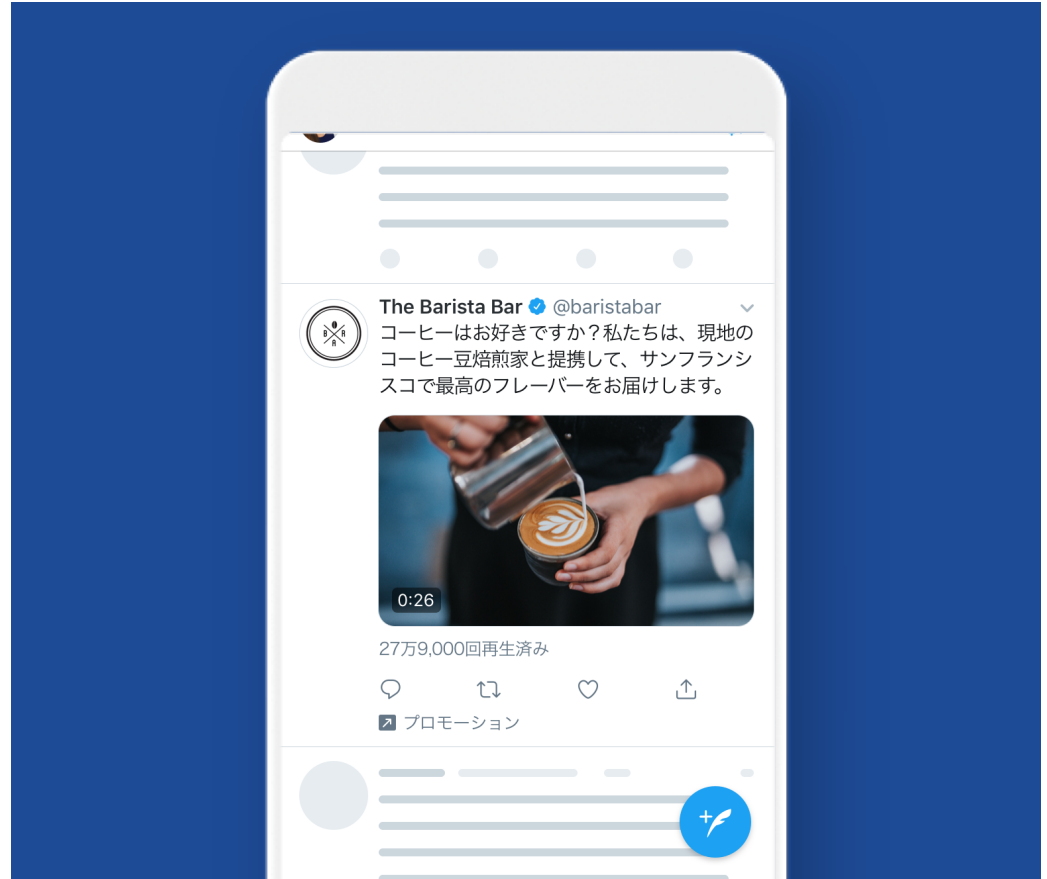 The Barista Bar @baristabar
B R
A
コーヒーはお好きですか？私たちは、現地の
コーヒー豆焙煎家と提携して、サンフランシ
スコで最高のフレーバーをお届けします。
0:26
27万9,000回再生済み
プロモーション